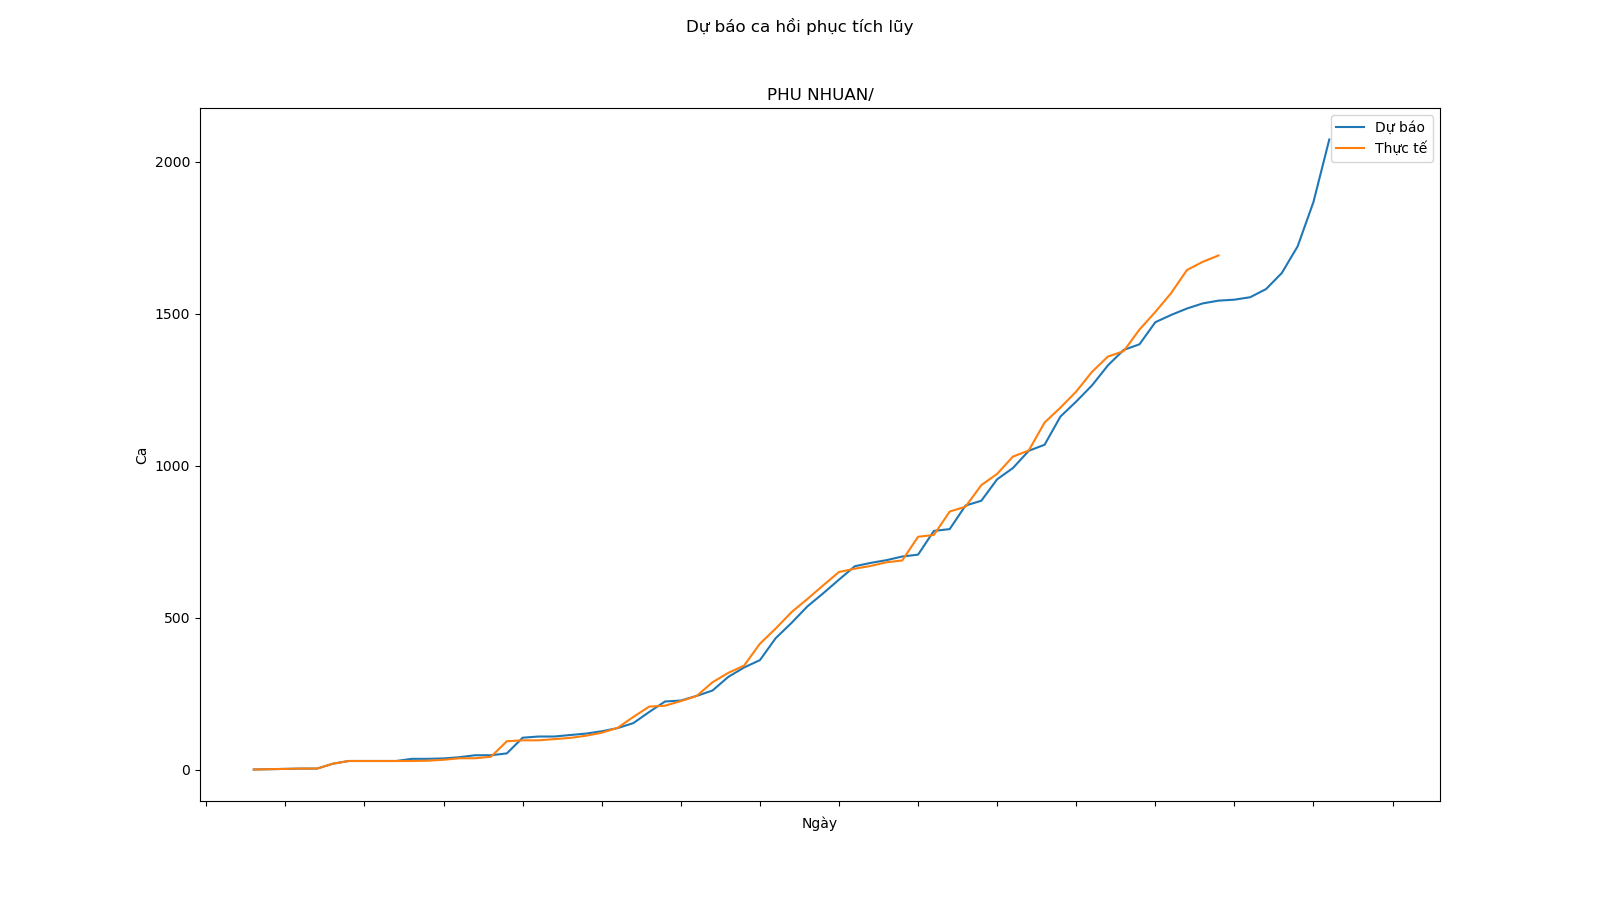 Dự báo ca hồi phục tích lũy
PHU NHUAN/
Dự báo
Thực tế
2000
1500
1000
500
0
Ca
Ngày